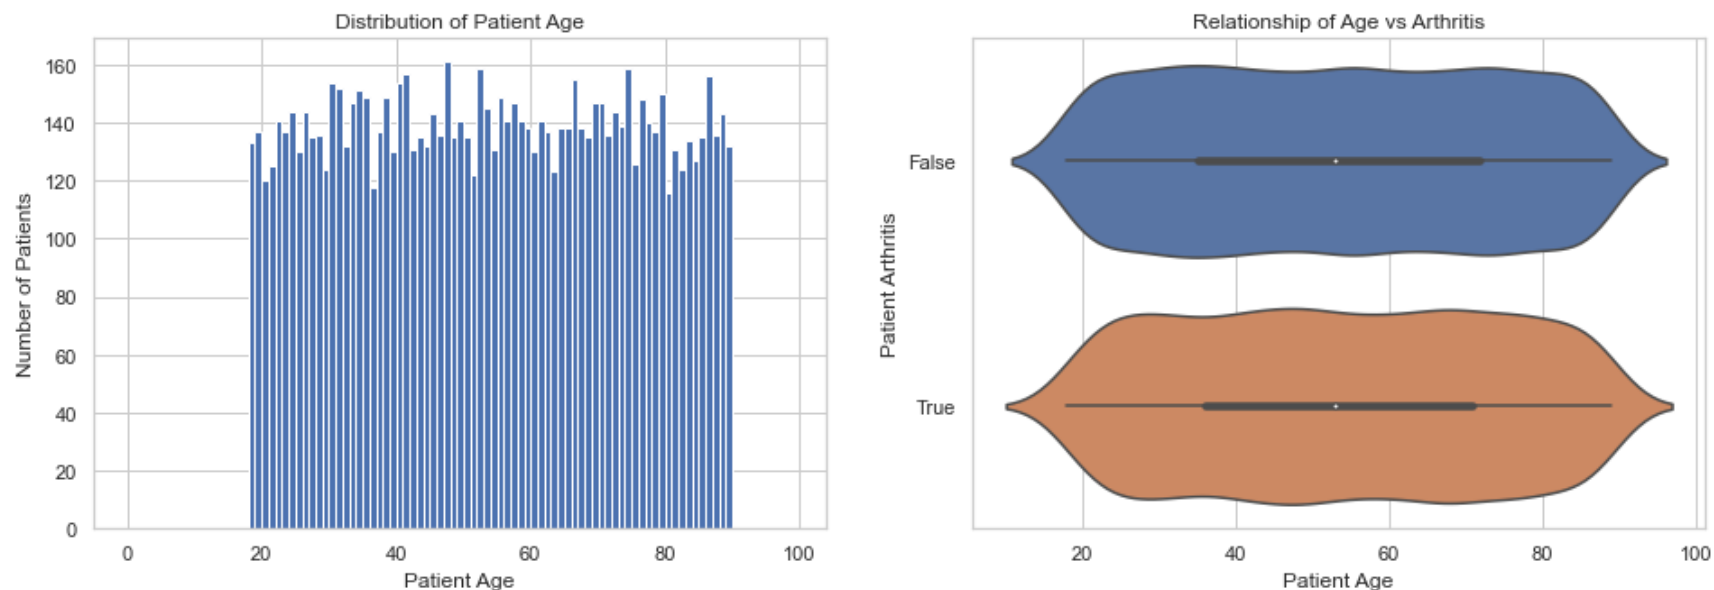 Distribution of Patient Age
160
140
120
100
80
60
40
20
0
Number of Patients
0 20 40 60 80 100
Patient Age
Relationship of Age vs Arthritis
False
True
Patient Arthritis
20 40 60 80 100
Patient Age